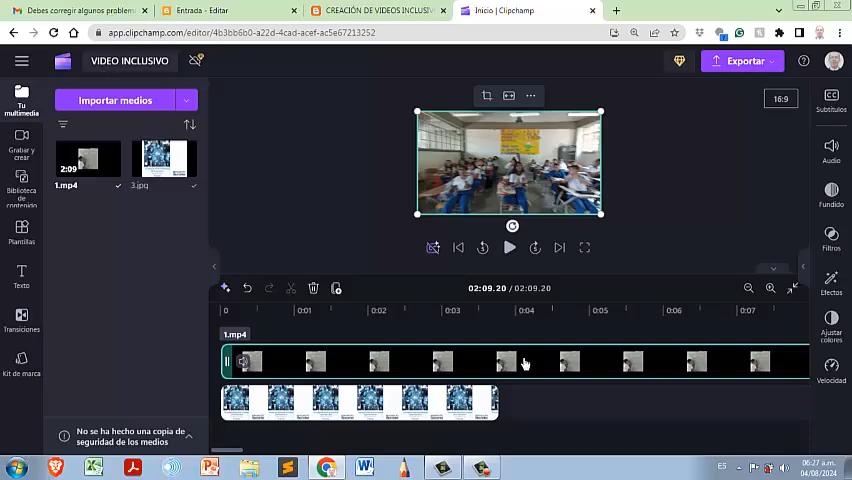 Debes corregir algunos problema
Entrada - Editar
CREACIÓN DE VIDEOS INCLUSIV
Inicio | Clipchamp
app.clipchamp.com/editor/4b3bb6b0-a22d-4cad-acef-ac5e67213252
VIDEO INCLUSIVO
Exportar
Tu multimedia
Importar medios
16:9
Subtítulos
Grabar y crear
2:09
1.mp4
3.jpg
Audio
Biblioteca de contenido
Fundido
Plantillas
Filtros
Texto
02:09.20 / 02:09.20
Efectos
0 0:01 0:02 0:03 0:04 0:05 0:06 0:07
Transiciones
1.mp4
Ajustar colores
Kit de marca
Velocidad
No se ha hecho una copia de
seguridad de los medios
ES
06:27 a.m.
04/08/2024